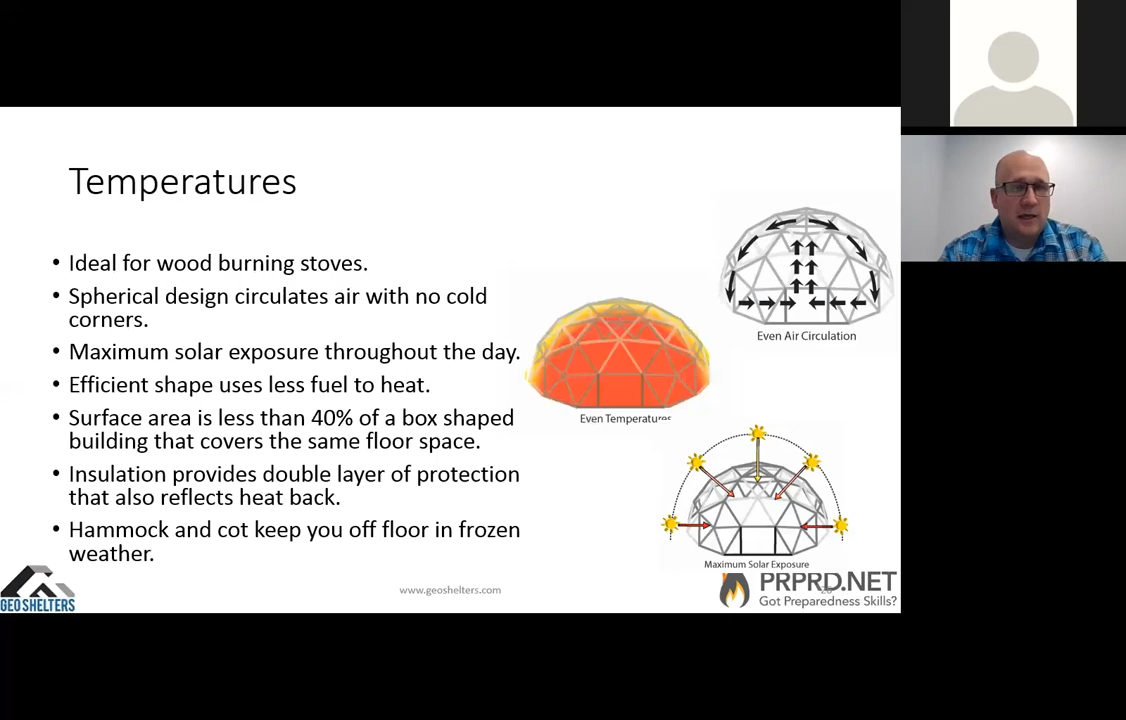 Temperatures
• Ideal for wood burning stoves.
• Spherical design circulates air with no cold
corners.
• Maximum solar exposure throughout the day.
• Efficient shape uses less fuel to heat.
• Surface area is less than 40% of a box shaped
building that covers the same floor space.
• Insulation provides double layer of protection
that also reflects heat back.
• Hammock and cot keep you off floor in frozen
weather.
Even Air Circulation
Even Temperatures
Maximum Solar Exposure
GEO SHELTERS
www.geoshelters.com
PRPRD.NET
Got Preparedness Skills?